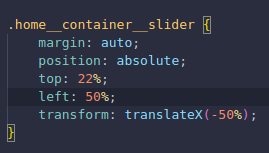 .home__container__slider {
    margin: auto;
    position: absolute;
    top: 22%;
    left: 50%;
    transform: translateX(-50%);
}